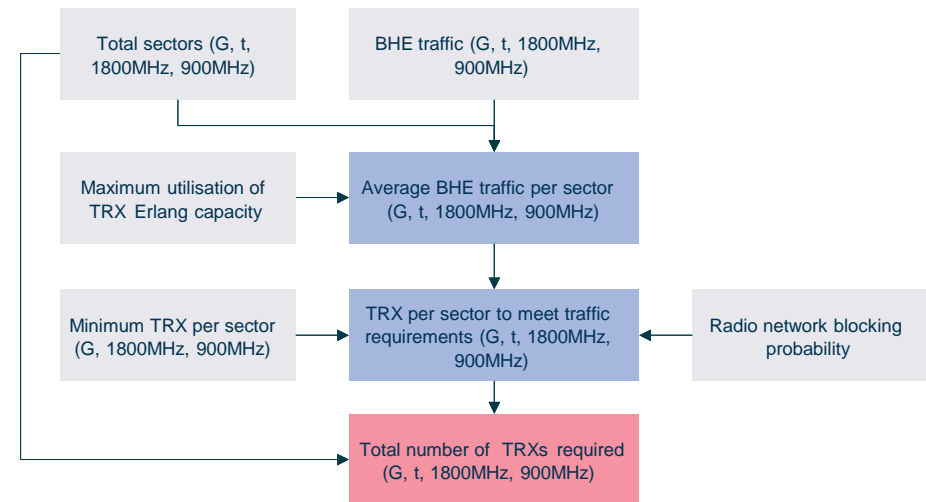 Total sectors (G, t,
1800MHz, 900MHz)
BHE traffic (G, t, 1800MHz,
900MHz)
Maximum utilisation of
TRX Erlang capacity
Average BHE traffic per sector
(G, t, 1800MHz, 900MHz)
Minimum TRX per sector
(G, 1800MHz, 900MHz)
TRX per sector to meet traffic
requirements (G, t, 1800MHz,
900MHz)
Radio network blocking
probability
Total number of TRXs required
(G, t, 1800MHz, 900MHz)